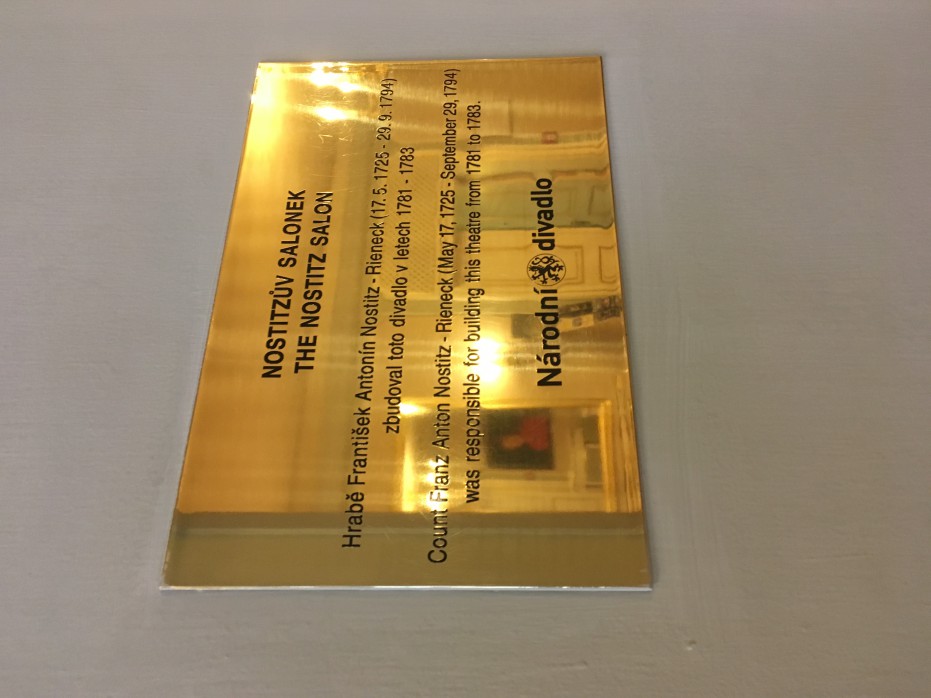 NOSTITZŮV SALONEK
THE NOSTITZ SALON
Hrabě František Antonín Nostitz - Rieneck (17. 5. 1725 - 29. 9. 1794)
zbudoval toto divadlo v letech 1781 - 1783
Count Franz Anton Nostitz - Rieneck (May 17, 1725 - September 29, 1794)
was responsible for building this theatre from 1781 to 1783.
Národní divadlo